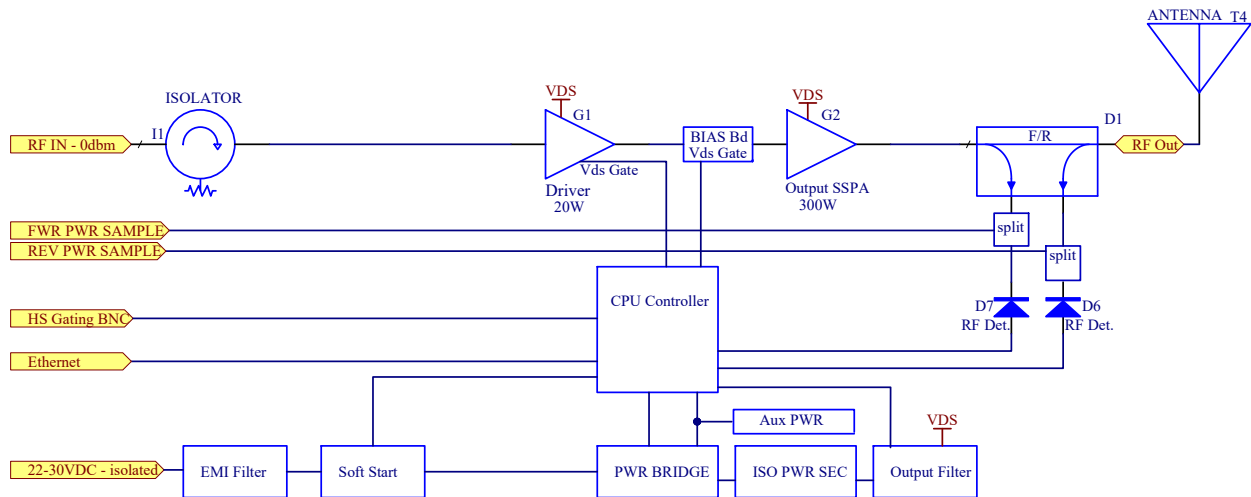 ANTENNA T4
ISOLATOR
VDS
VDS
I1
G1
G2
D1
RF IN - 0dbm
BIAS Bd
Vds Gate
F/R
RF Out
Vds Gate
Driver
20W
Output SSPA
300W
FWR PWR SAMPLE
split
REV PWR SAMPLE
split
CPU Controller
D7
RF Det.
D6
RF Det.
HS Gating BNC
Ethernet
Aux PWR
VDS
22-30VDC - isolated
EMI Filter
Soft Start
PWR BRIDGE
ISO PWR SEC
Output Filter